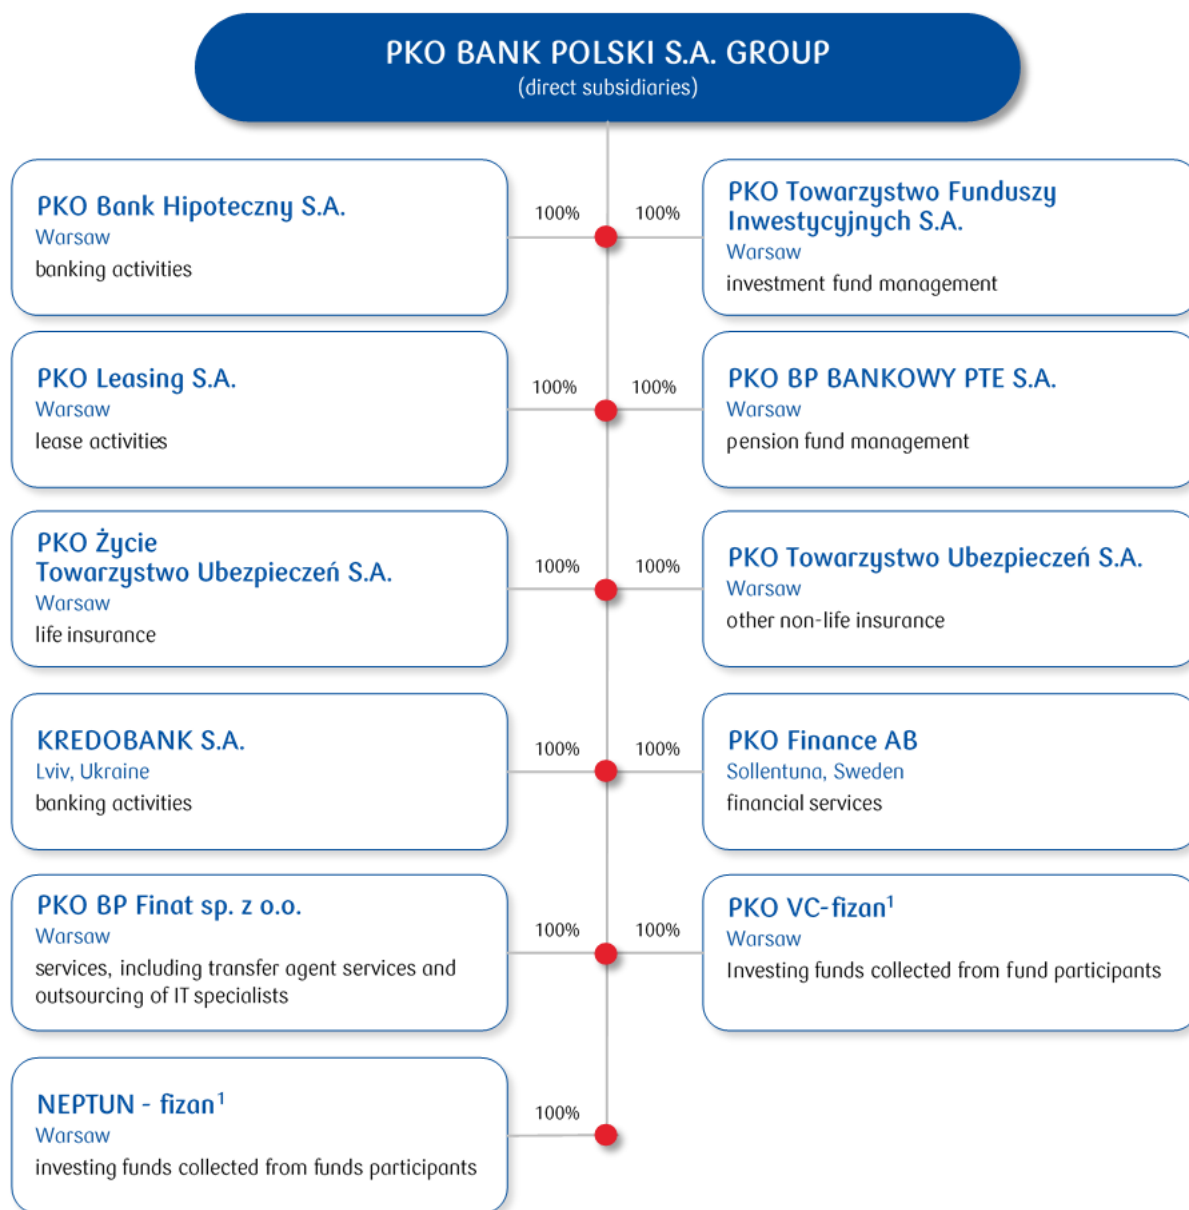 PKO BANK POLSKI S.A. GROUP
(direct subsidiaries)
PKO Bank Hipoteczny S.A.
Warsaw
banking activities
100%
100%
PKO Towarzystwo Funduszy
Inwestycyjnych S.A.
Warsaw
investment fund management
PKO Leasing S.A.
Warsaw
lease activities
100%
100%
PKO BP BANKOWY PTE S.A.
Warsaw
pension fund management
PKO Życie
Towarzystwo Ubezpieczeń S.A.
Warsaw
life insurance
100%
100%
PKO Towarzystwo Ubezpieczeń S.A.
Warsaw
other non-life insurance
KREDOBANK S.A.
Lviv, Ukraine
banking activities
100%
100%
PKO Finance AB
Sollentuna, Sweden
financial services
PKO BP Finat sp. z o.o.
Warsaw
services, including transfer agent services and
outsourcing of IT specialists
100%
100%
PKO VC-fizan¹
Warsaw
Investing funds collected from fund participants
NEPTUN - fizan¹
Warsaw
investing funds collected from funds participants
100%